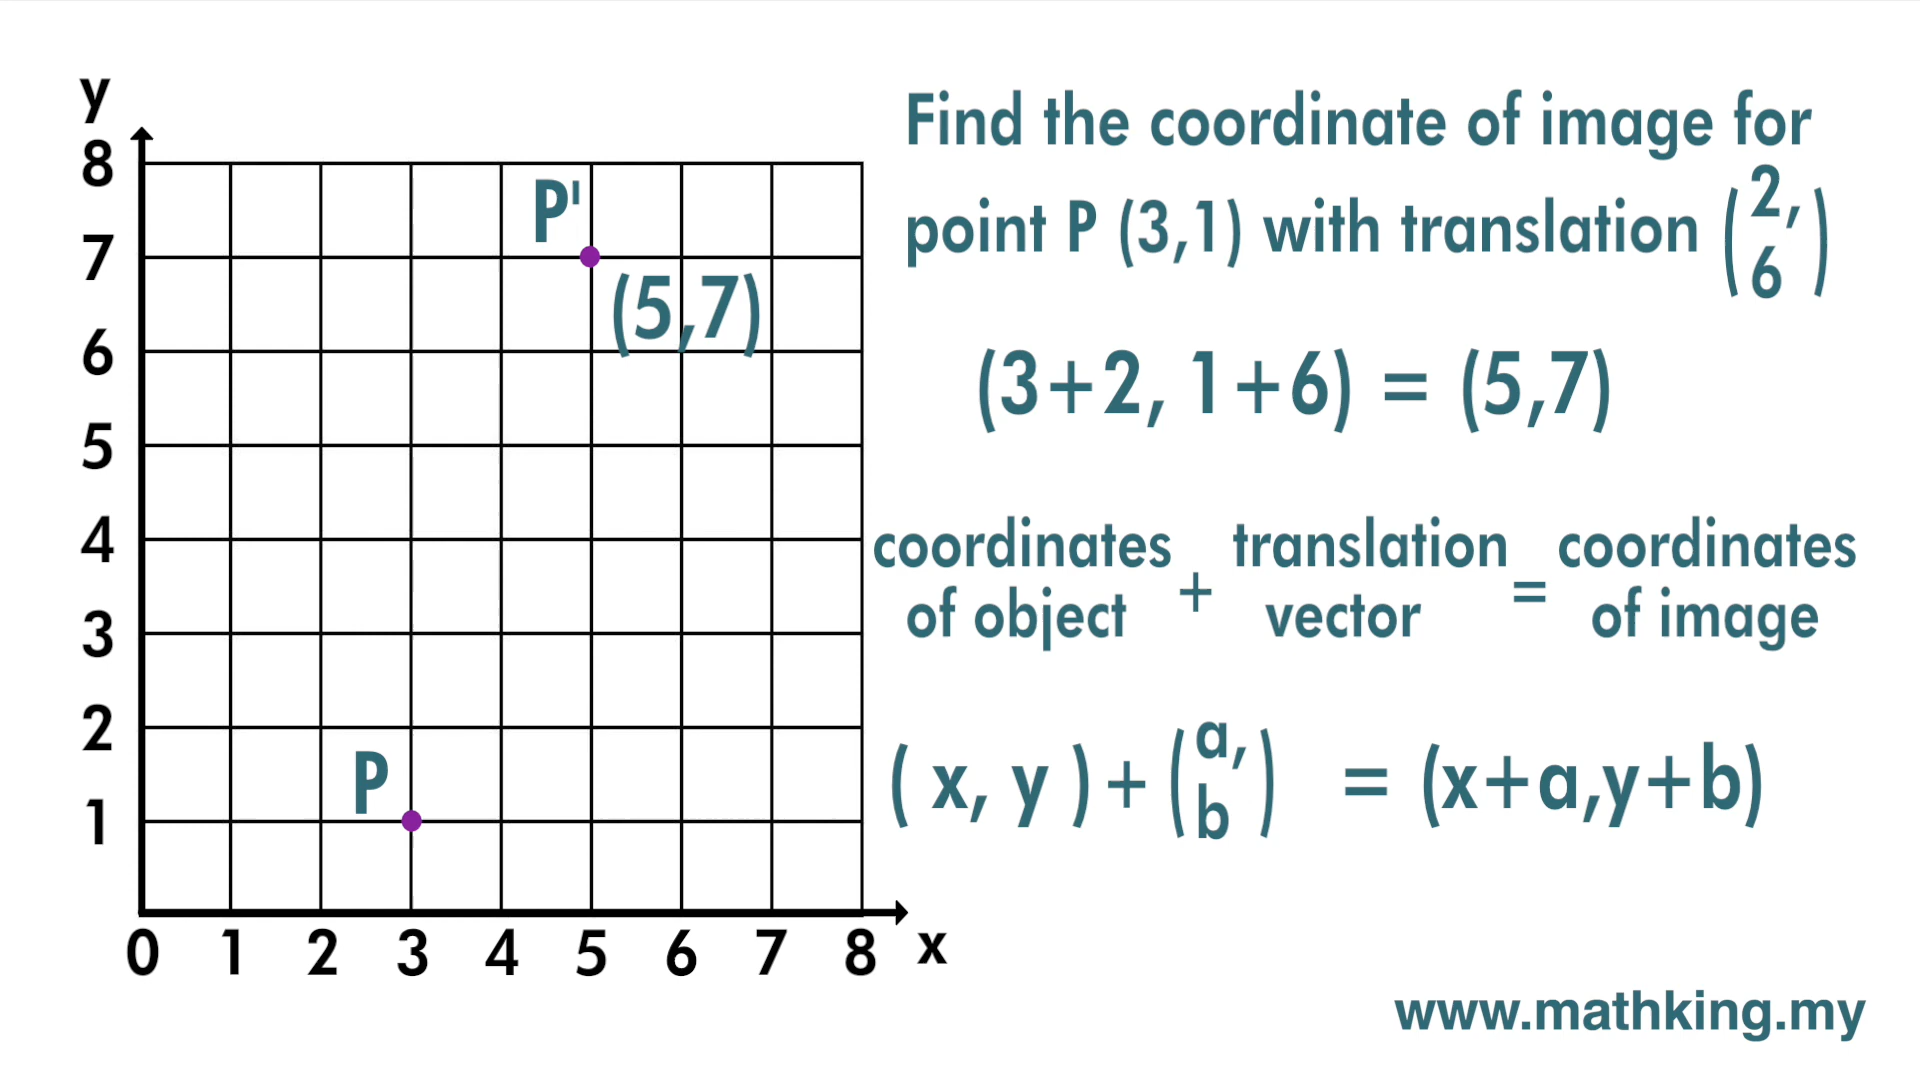 y
8
7
6
5
4
3
2
1
0 1 2 3 4 5 6 7 8 x
P'
(5,7)
P
Find the coordinate of image for
point P (3,1) with translation (2,
6)
(3+2, 1+6) = (5,7)
coordinates of object + translation vector = coordinates of image
( x, y ) + (a,
b) = (x+a,y+b)
www.mathking.my